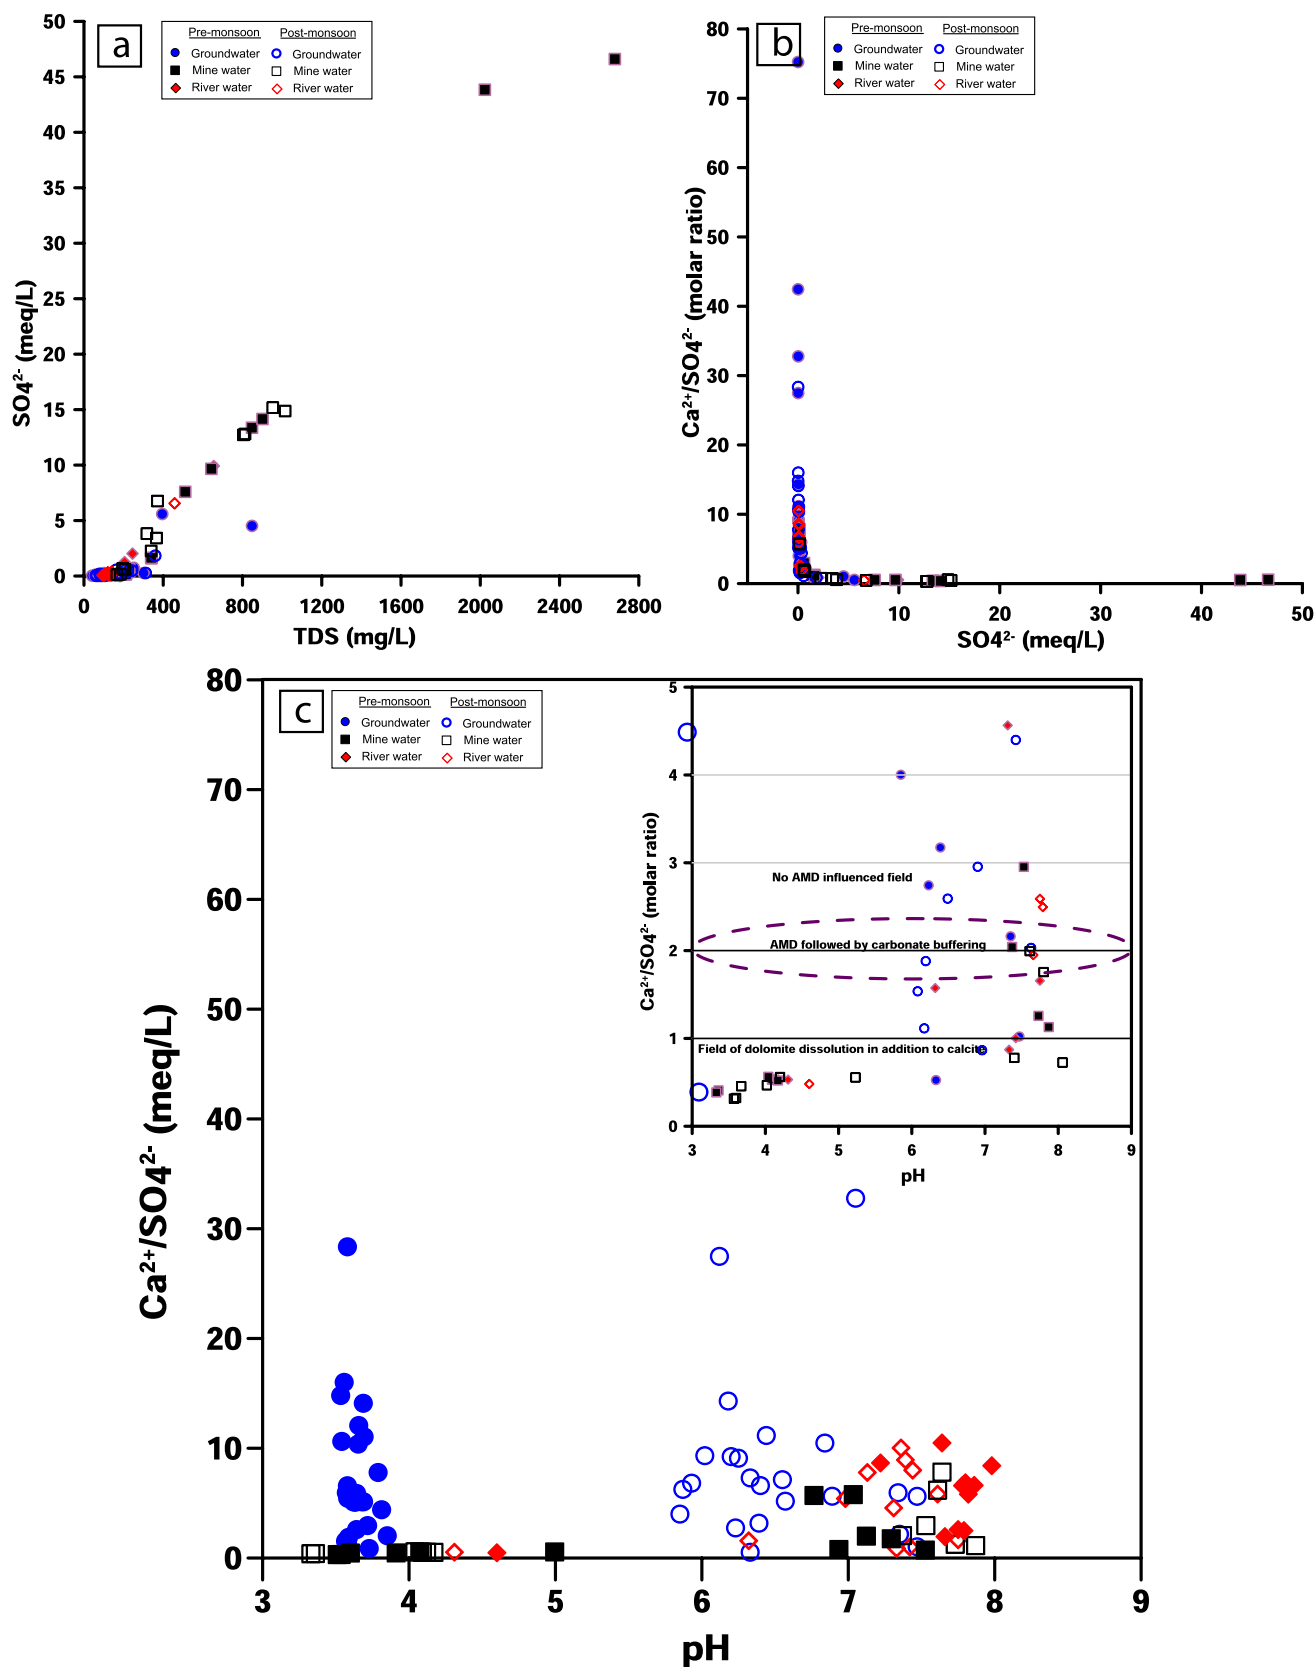 a
Pre-monsoon Post-monsoon
Groundwater Groundwater
Mine water Mine water
River water River water
50
45
40
35
30
25
20
15
10
5
0
SO4²⁻ (meq/L)
0 400 800 1200 1600 2000 2400 2800
TDS (mg/L)
b
Pre-monsoon Post-monsoon
Groundwater Groundwater
Mine water Mine water
River water River water
80
70
60
50
40
30
20
10
0
Ca²⁺/SO4²⁻ (molar ratio)
0 10 20 30 40 50
SO4²⁻ (meq/L)
c
Pre-monsoon Post-monsoon
Groundwater Groundwater
Mine water Mine water
River water River water
80
70
60
50
40
30
20
10
0
Ca²⁺/SO4²⁻ (meq/L)
3 4 5 6 7 8 9
pH
5
4
3
2
1
0
Ca²⁺/SO4²⁻ (molar ratio)
No AMD influenced field
AMD followed by carbonate buffering
Field of dolomite dissolution in addition to calcite
3 4 5 6 7 8 9
pH